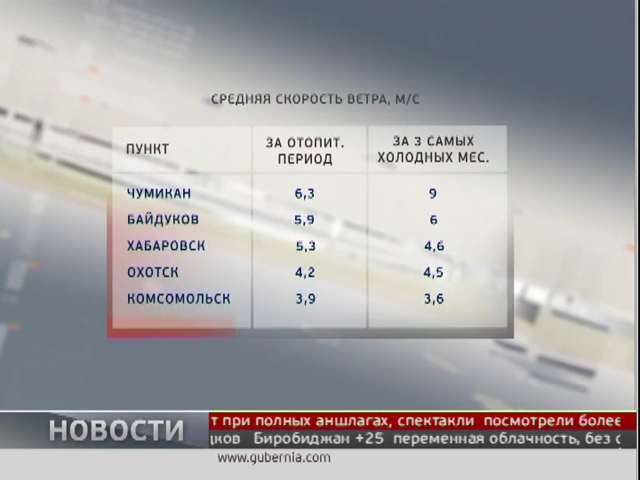 СРЕДНЯЯ СКОРОСТЬ ВЕТРА, М/С
ПУНКТ ЗА ОТОПИТ. ПЕРИОД ЗА 3 САМЫХ ХОЛОДНЫХ МЕС.
ЧУМИКАН 6,3 9
БАЙДУКОВ 5,9 6
ХАБАРОВСК 5,3 4,6
ОХОТСК 4,2 4,5
КОМСОМОЛЬСК 3,9 3,6
НОВОСТИ
т при полных аншлагах, спектакли посмотрели более
Биробиджан +25 переменная облачность, без
www.gubernia.com